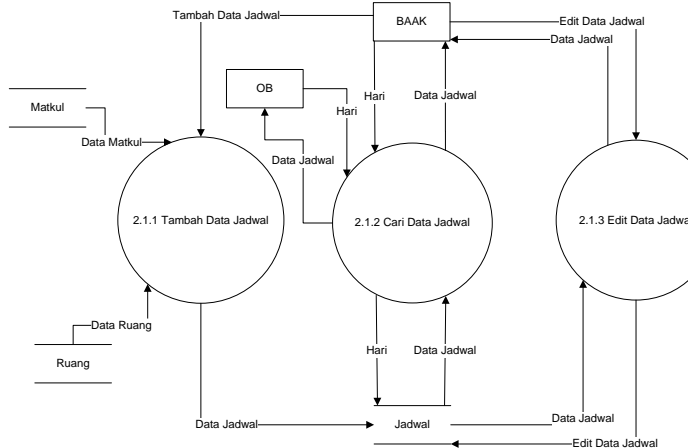 Tambah Data Jadwal
BAAK
Edit Data Jadwal
Data Jadwal
OB
Hari
Hari
Data Jadwal
Matkul
Data Matkul
Data Jadwal
2.1.1 Tambah Data Jadwal
2.1.2 Cari Data Jadwal
2.1.3 Edit Data Jadwa
Data Ruang
Ruang
Hari
Data Jadwal
Data Jadwal
Jadwal
Data Jadwal
Edit Data Jadwal